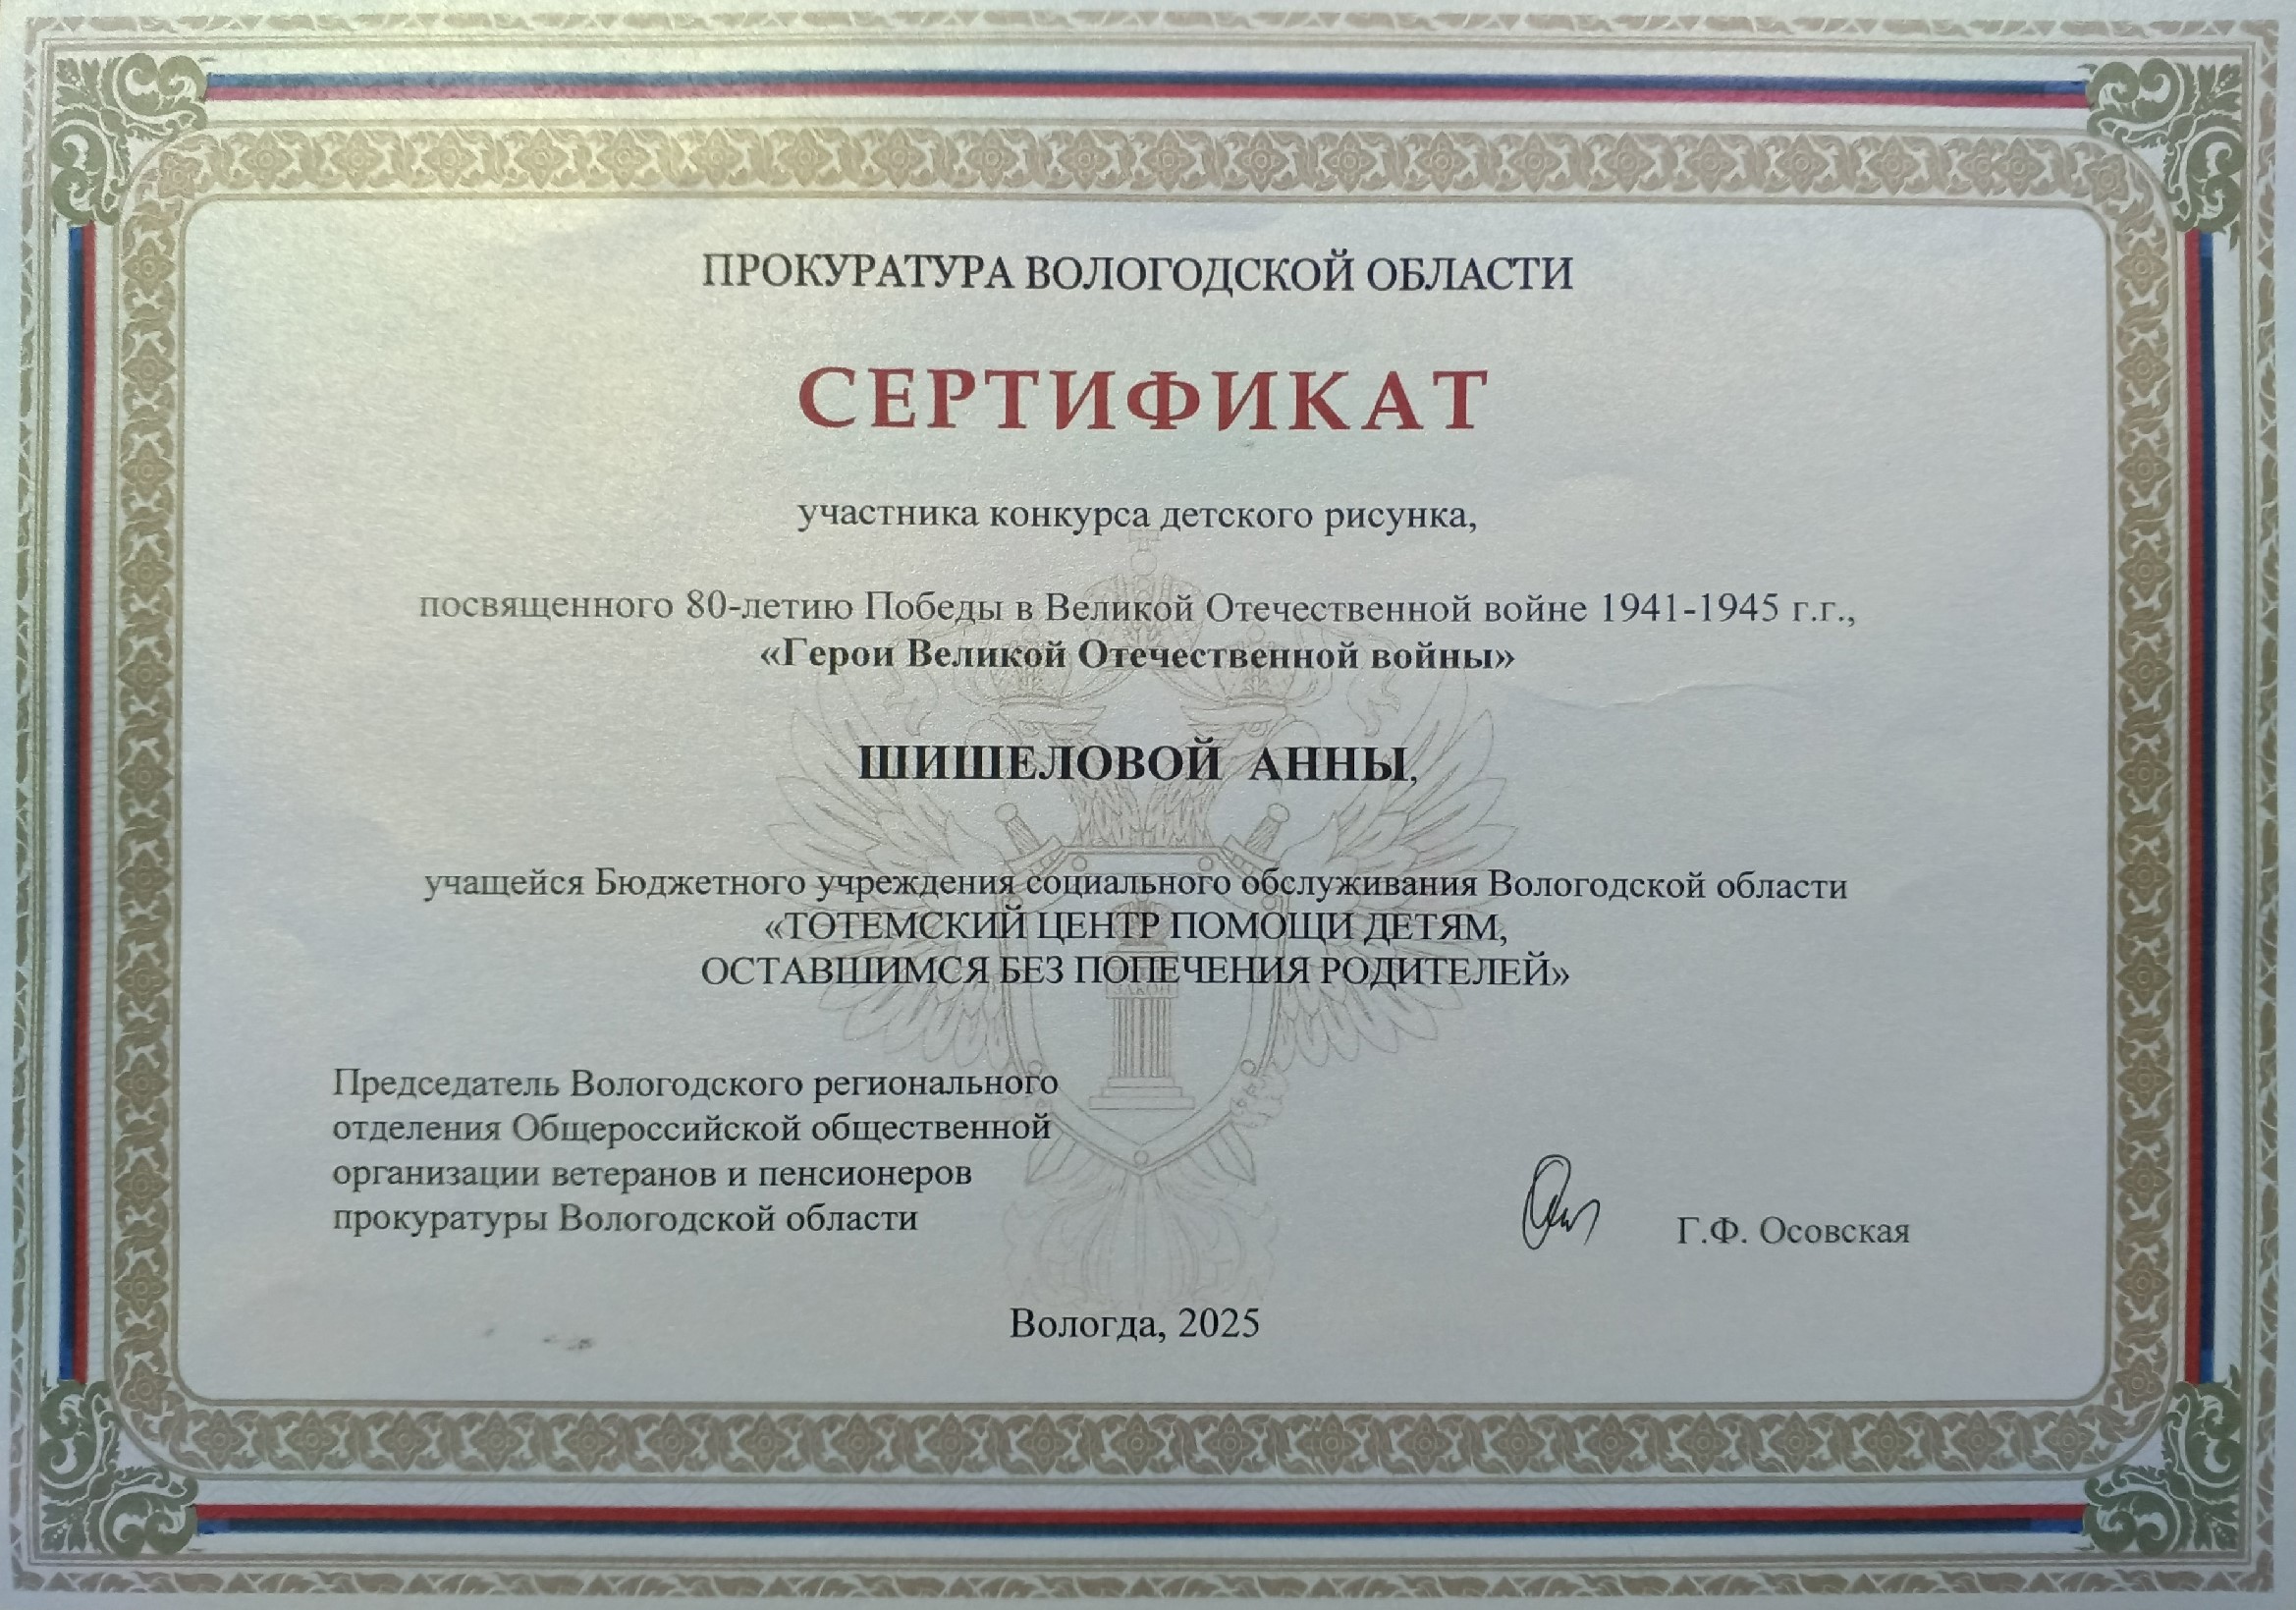 ПРОКУРАТУРА ВОЛОГОДСКОЙ ОБЛАСТИ
СЕРТИФИКАТ
участника конкурса детского рисунка,
посвященного 80-летию Победы в Великой Отечественной войне 1941-1945 г.г.,
«Герои Великой Отечественной войны»
ШИШЕЛОВОЙ АННЫ,
учащейся Бюджетного учреждения социального обслуживания Вологодской области
«ТОТЕМСКИЙ ЦЕНТР ПОМОЩИ ДЕТЯМ,
ОСТАВШИМСЯ БЕЗ ПОПЕЧЕНИЯ РОДИТЕЛЕЙ»
ЗАКОН
Председатель Вологодского регионального
отделения Общероссийской общественной
организации ветеранов и пенсионеров
прокуратуры Вологодской области
Г.Ф. Осовская
Вологда, 2025